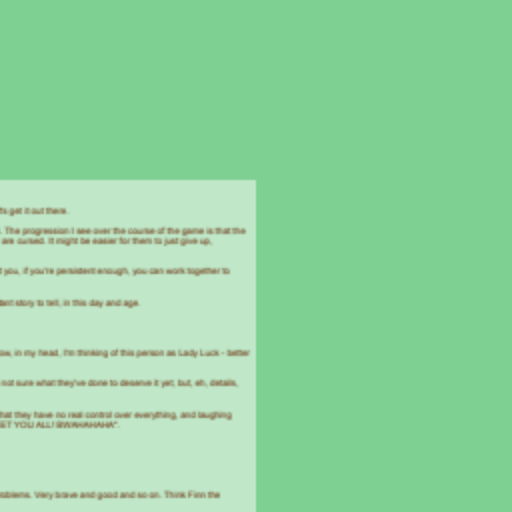 's get it out there.
. The progression I see over the course of the game is that the
are cursed. It might be easier for them to just give up,
t you, if you're persistent enough, you can work together to
story to tell, in this day and age.
ow, in my head, I'm thinking of this person as Lady Luck - better
not sure what they've done to deserve it yet, but, eh, details,
hat they have no real control over everything, and laughing
ET YOU ALL! BWAHAHAHA".
oblems. Very brave and good and so on. Think Finn the